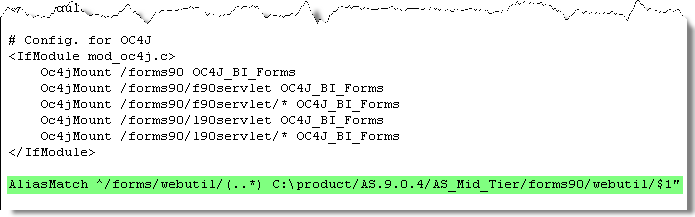 # Config. for OC4J
<IfModule mod_oc4j.c>
Oc4jMount /forms90 OC4J_BI_Forms
Oc4jMount /forms90/f90servlet OC4J_BI_Forms
Oc4jMount /forms90/f90servlet/* OC4J_BI_Forms
Oc4jMount /forms90/l90servlet OC4J_BI_Forms
Oc4jMount /forms90/l90servlet/* OC4J_BI_Forms
</IfModule>
AliasMatch ^/forms/webutil/(..*) C:\product/AS.9.0.4/AS_Mid_Tier/forms90/webutil/$1"